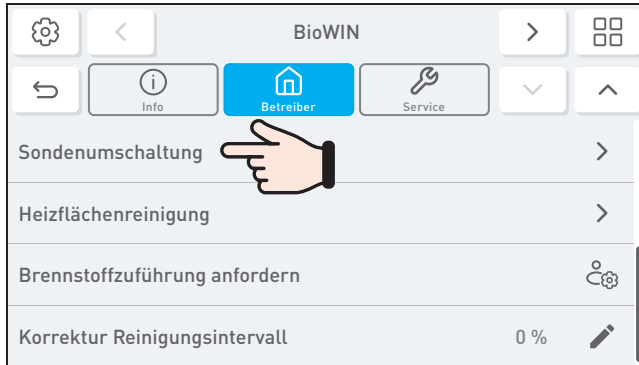 BioWIN
Info Betreiber Service
Sondenumschaltung
Heizflächenreinigung
Brennstoffzuführung anfordern
Korrektur Reinigungsintervall 0 %